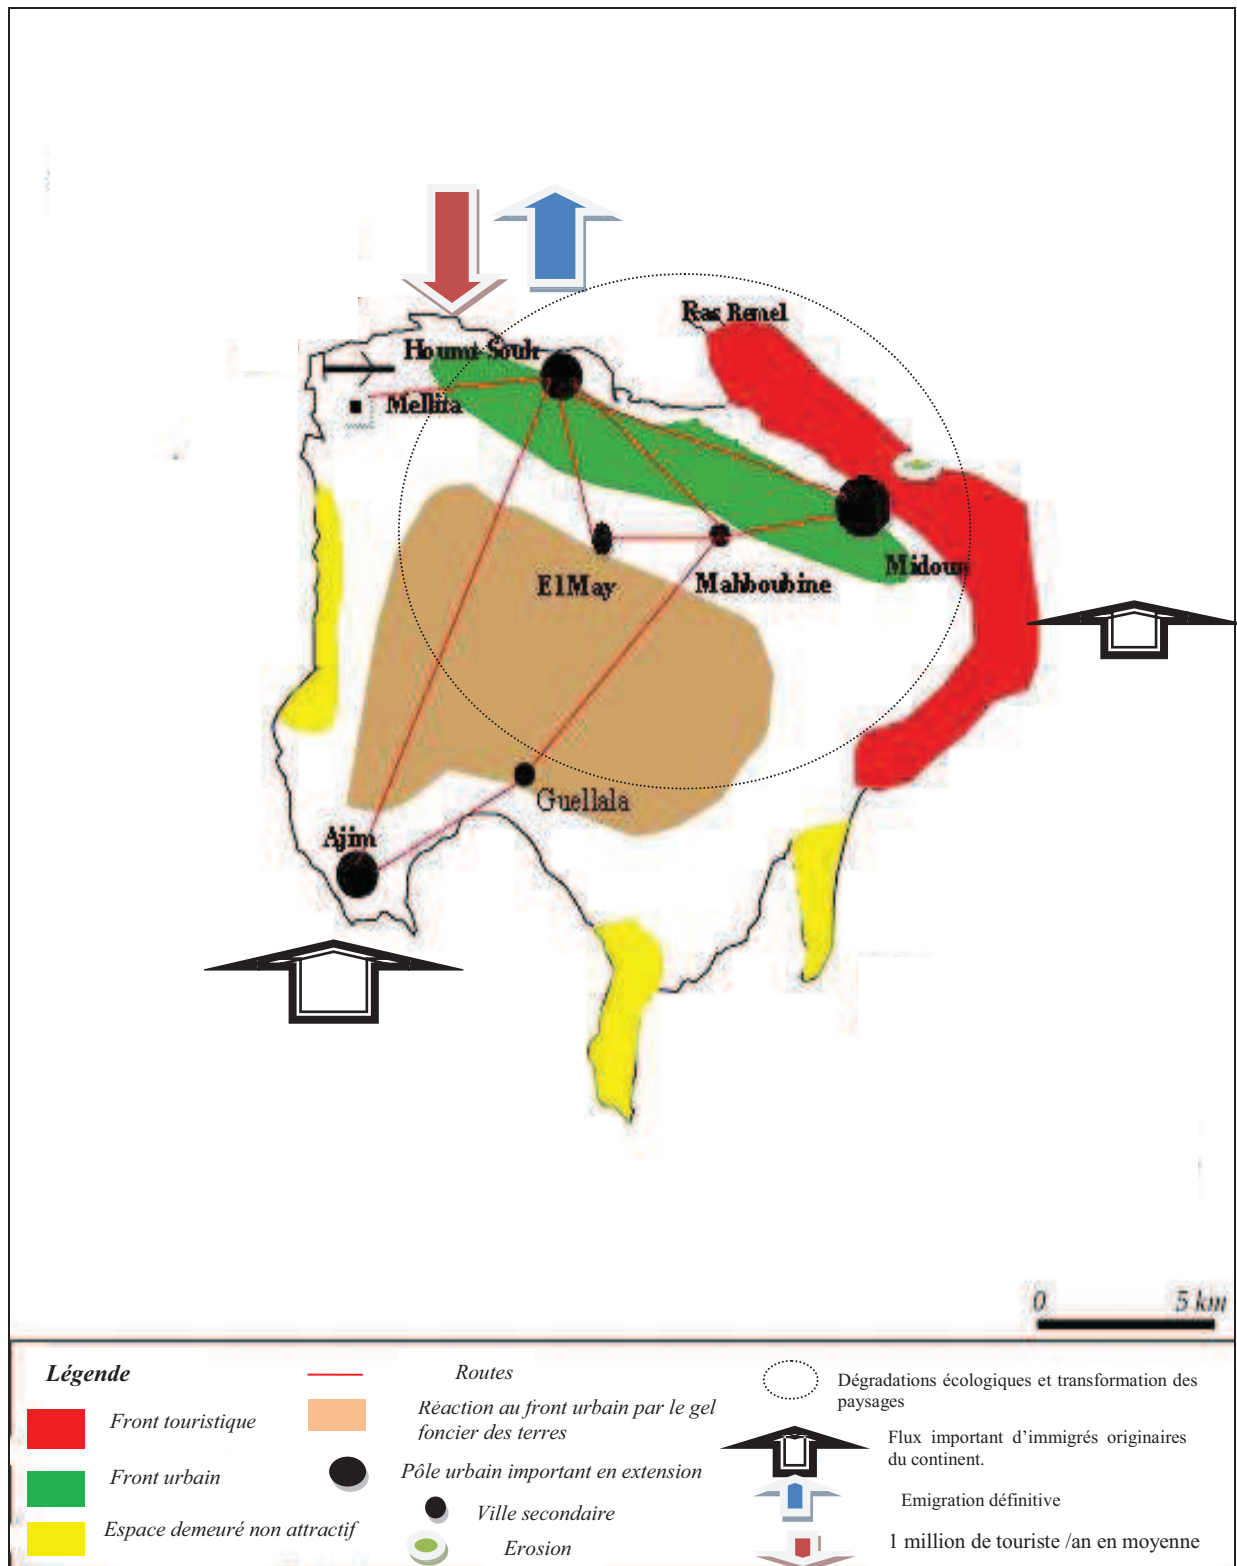 Ras Remel
Houmt-Souk
Mellita
El May
Mahboubine
Midoun
Guellala
Ajim
0 5 km
Légende
Front touristique
Front urbain
Espace demeuré non attractif
Routes
Réaction au front urbain par le gel
foncier des terres
Pôle urbain important en extension
Ville secondaire
Erosion
Dégradations écologiques et transformation des
paysages
Flux important d’immigrés originaires
du continent.
Emigration définitive
1 million de touriste /an en moyenne